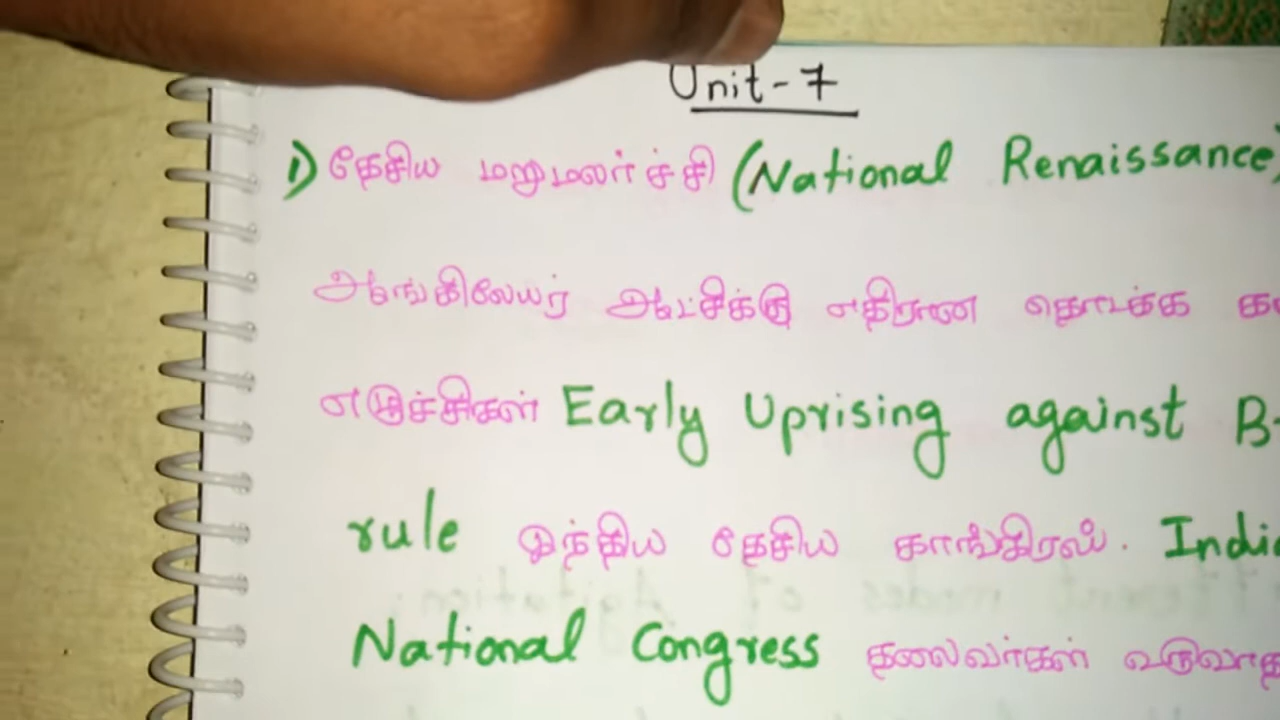 Unit-7
1) தேசிய மறுமலர்ச்சி (National Renaissance)
ஆங்கிலேயர் ஆட்சிக்கு எதிரான தொடக்க
எழுச்சிகள் Early Uprising against B
rule இந்திய தேசிய காங்கிரஸ். India
National Congress தலைவர்கள்